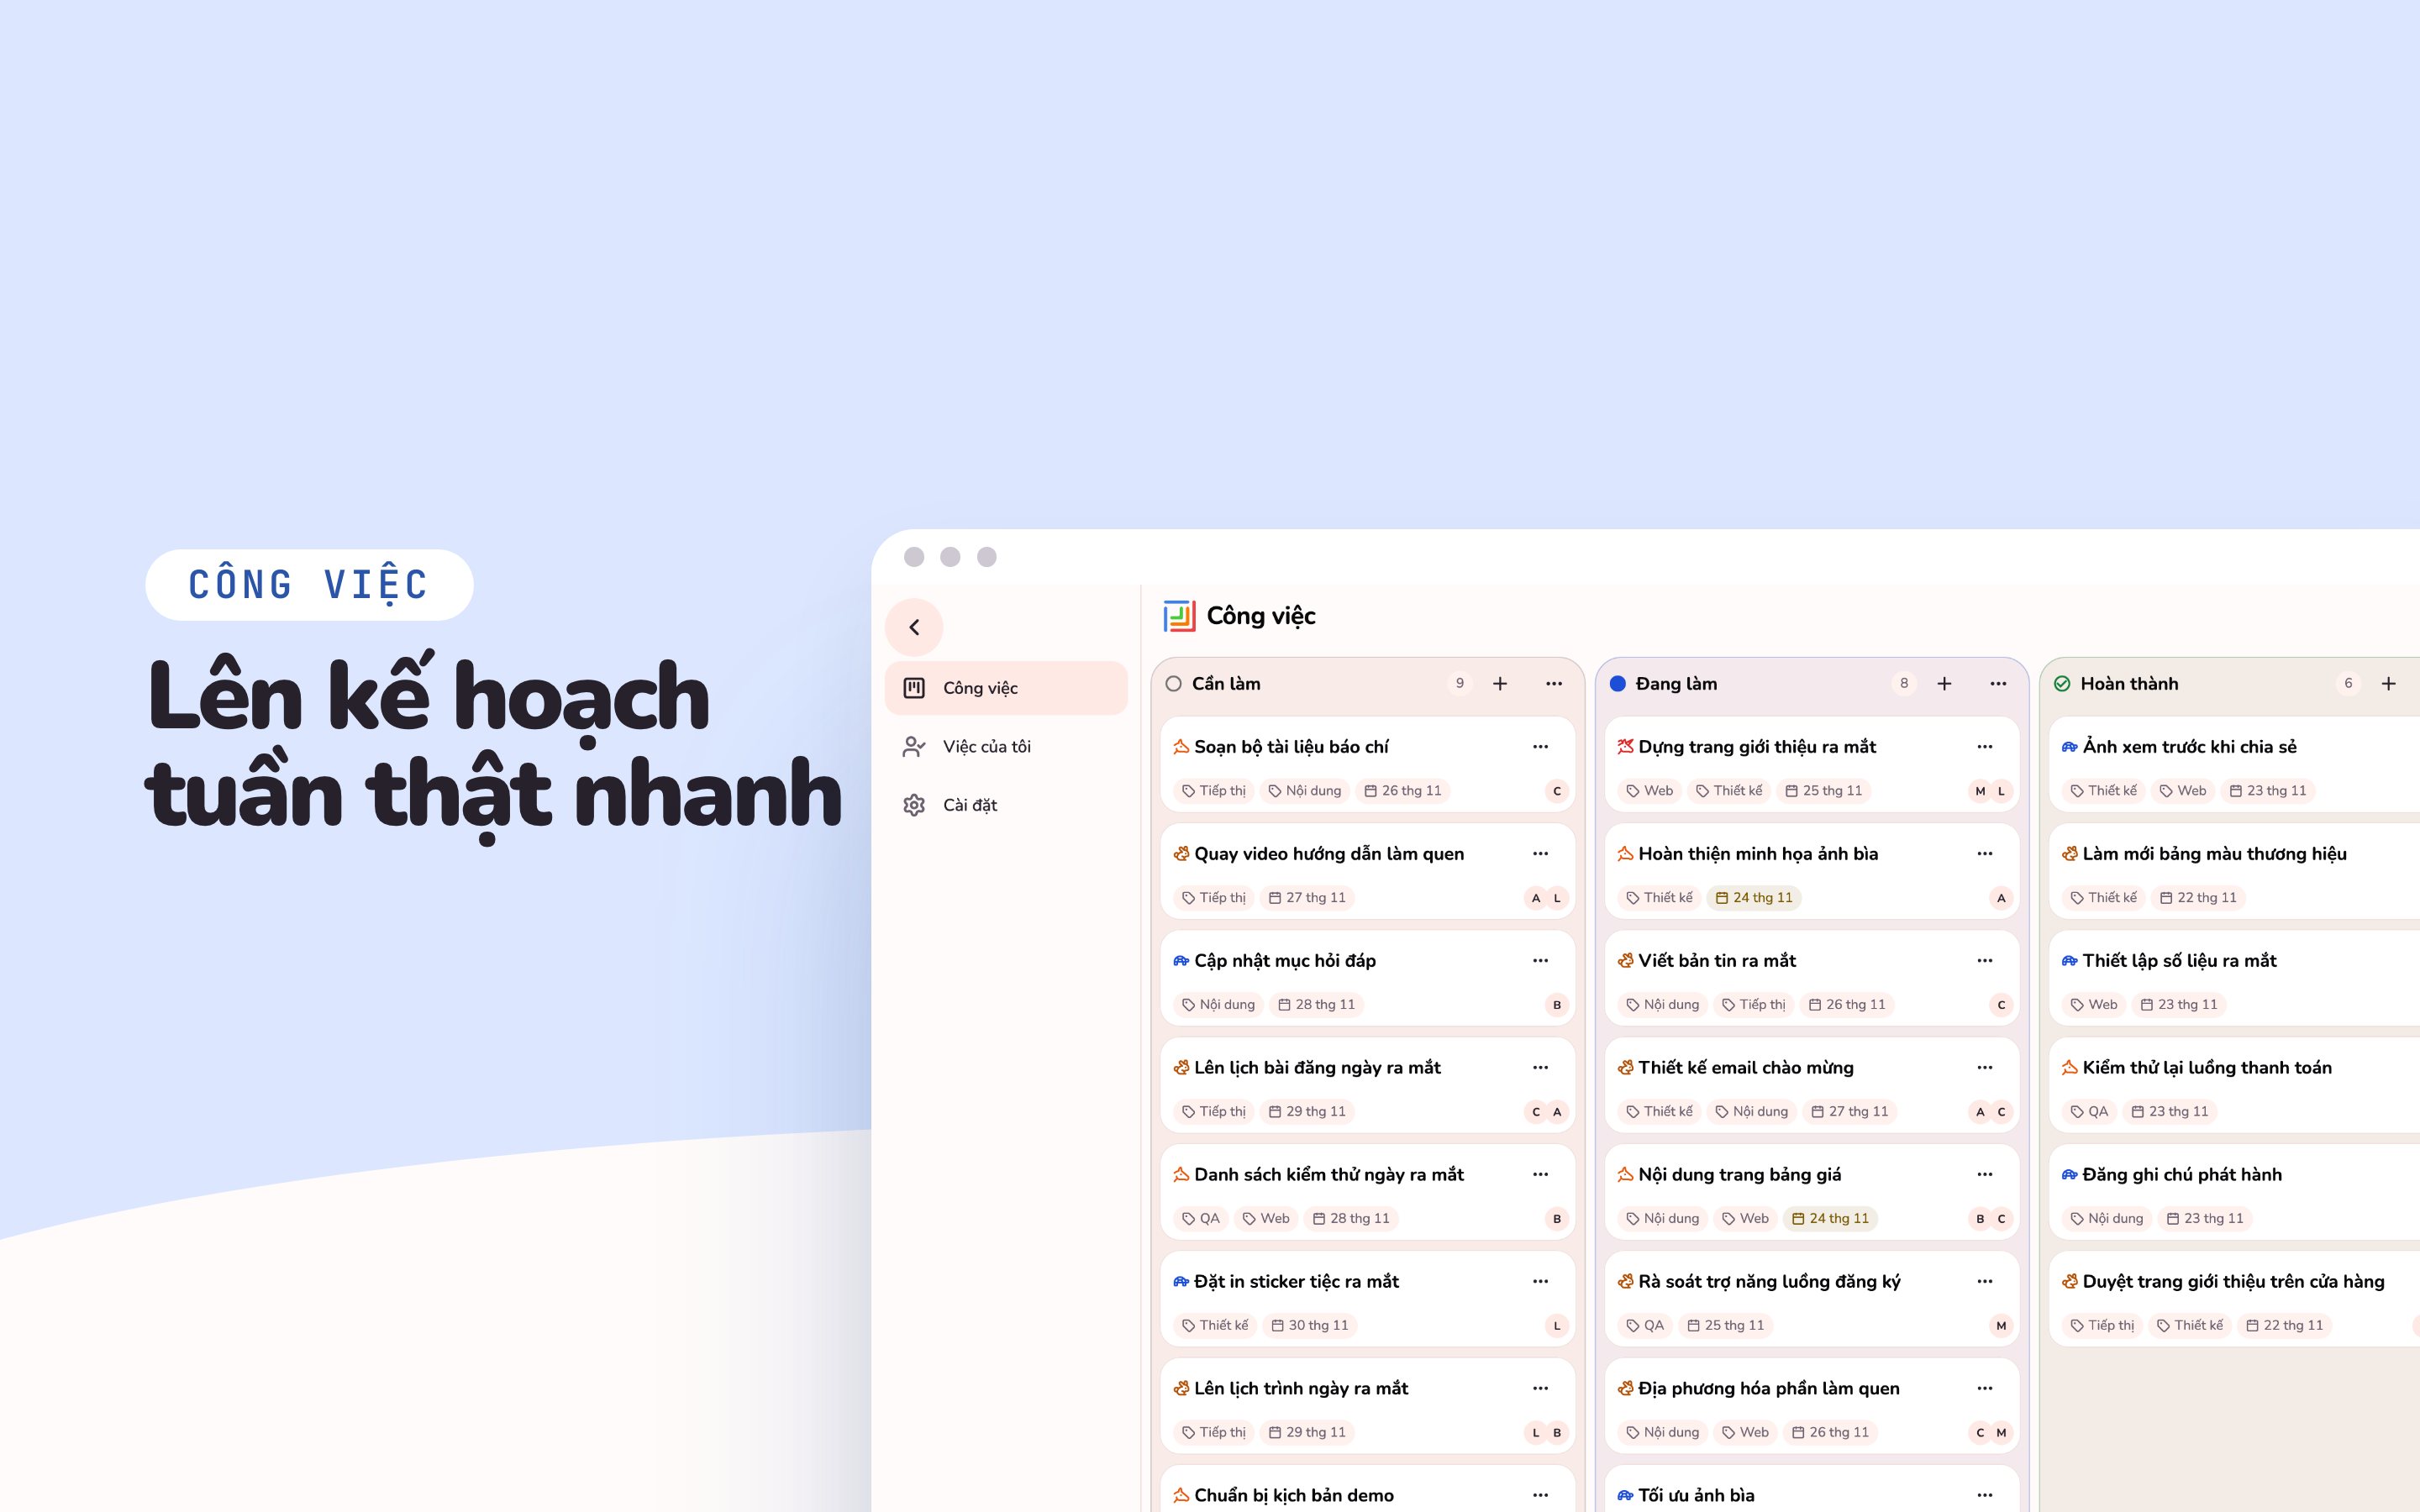 CÔNG VIỆC
Lên kế hoạch
tuần thật nhanh
Công việc
Việc của tôi
Cài đặt
Công việc
Cần làm 9
Soạn bộ tài liệu báo chí
Tiếp thị Nội dung 26 thg 11 C
Quay video hướng dẫn làm quen
Tiếp thị 27 thg 11 A L
Cập nhật mục hỏi đáp
Nội dung 28 thg 11 B
Lên lịch bài đăng ngày ra mắt
Tiếp thị 29 thg 11 C A
Danh sách kiểm thử ngày ra mắt
QA Web 28 thg 11 B
Đặt in sticker tiệc ra mắt
Thiết kế 30 thg 11 L
Lên lịch trình ngày ra mắt
Tiếp thị 29 thg 11 L B
Chuẩn bị kịch bản demo
Đang làm 8
Dựng trang giới thiệu ra mắt
Web Thiết kế 25 thg 11 M L
Hoàn thiện minh họa ảnh bìa
Thiết kế 24 thg 11 A
Viết bản tin ra mắt
Nội dung Tiếp thị 26 thg 11 C
Thiết kế email chào mừng
Thiết kế Nội dung 27 thg 11 A C
Nội dung trang bảng giá
Nội dung Web 24 thg 11 B C
Rà soát trợ năng luồng đăng ký
QA 25 thg 11 M
Địa phương hóa phần làm quen
Nội dung Web 26 thg 11 C M
Tối ưu ảnh bìa
Hoàn thành 6
Ảnh xem trước khi chia sẻ
Thiết kế Web 23 thg 11
Làm mới bảng màu thương hiệu
Thiết kế 22 thg 11
Thiết lập số liệu ra mắt
Web 23 thg 11
Kiểm thử lại luồng thanh toán
QA 23 thg 11
Đăng ghi chú phát hành
Nội dung 23 thg 11
Duyệt trang giới thiệu trên cửa hàng
Tiếp thị Thiết kế 22 thg 11